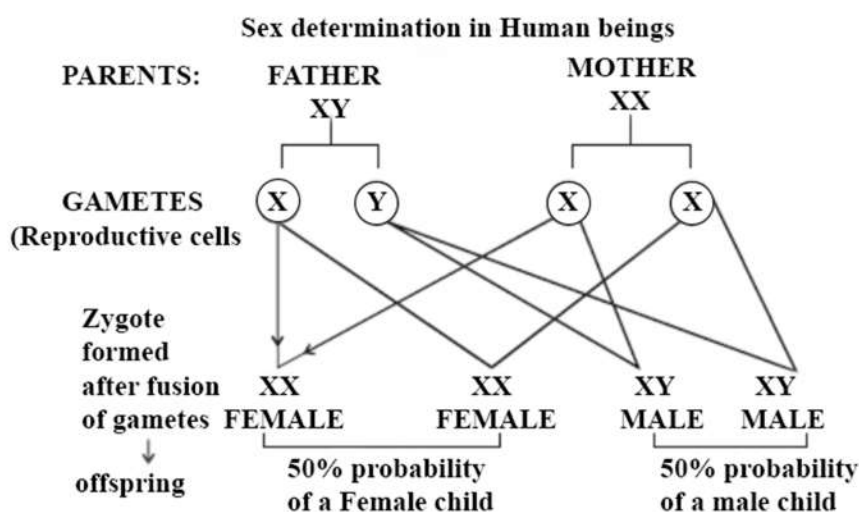 Sex determination in Human beings
PARENTS: FATHER MOTHER
XY XX
GAMETES X Y X X
(Reproductive cells
Zygote
formed
after fusion XX XX XY XY
of gametes FEMALE FEMALE MALE MALE
offspring 50% probability 50% probability
of a Female child of a male child